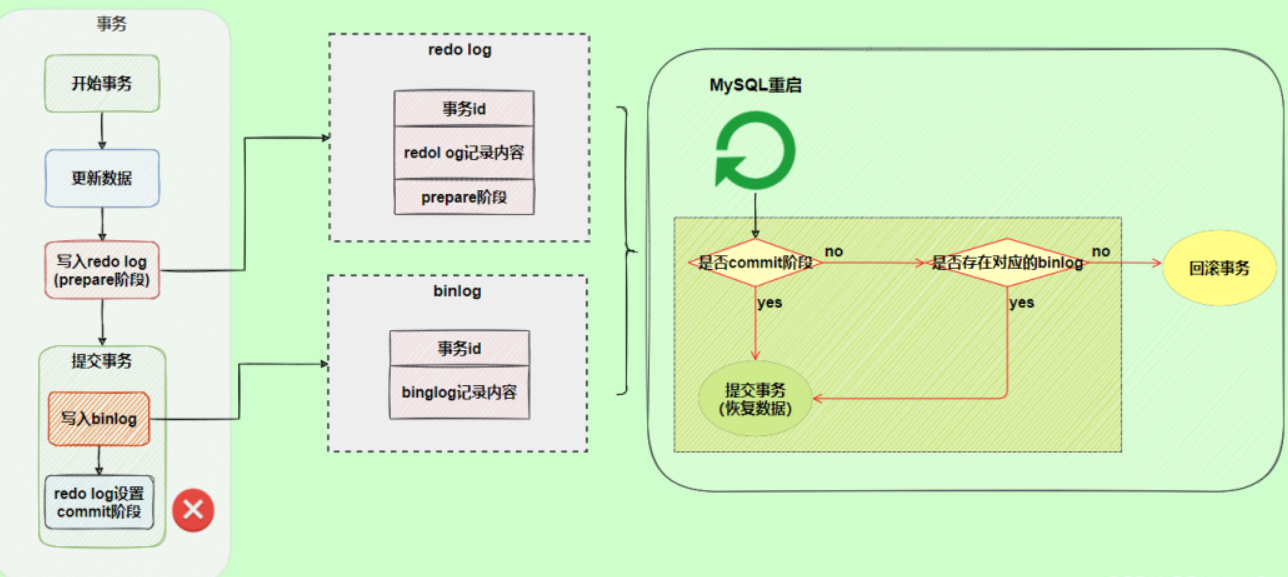 事务
开始事务
更新数据
写入redo log
(prepare阶段)
提交事务
写入binlog
redo log设置
commit阶段
redo log
事务id
redol og记录内容
prepare阶段
binlog
事务id
binglog记录内容
MySQL重启
是否commit阶段
no
是否存在对应的binlog
no
回滚事务
yes
yes
提交事务
(恢复数据)